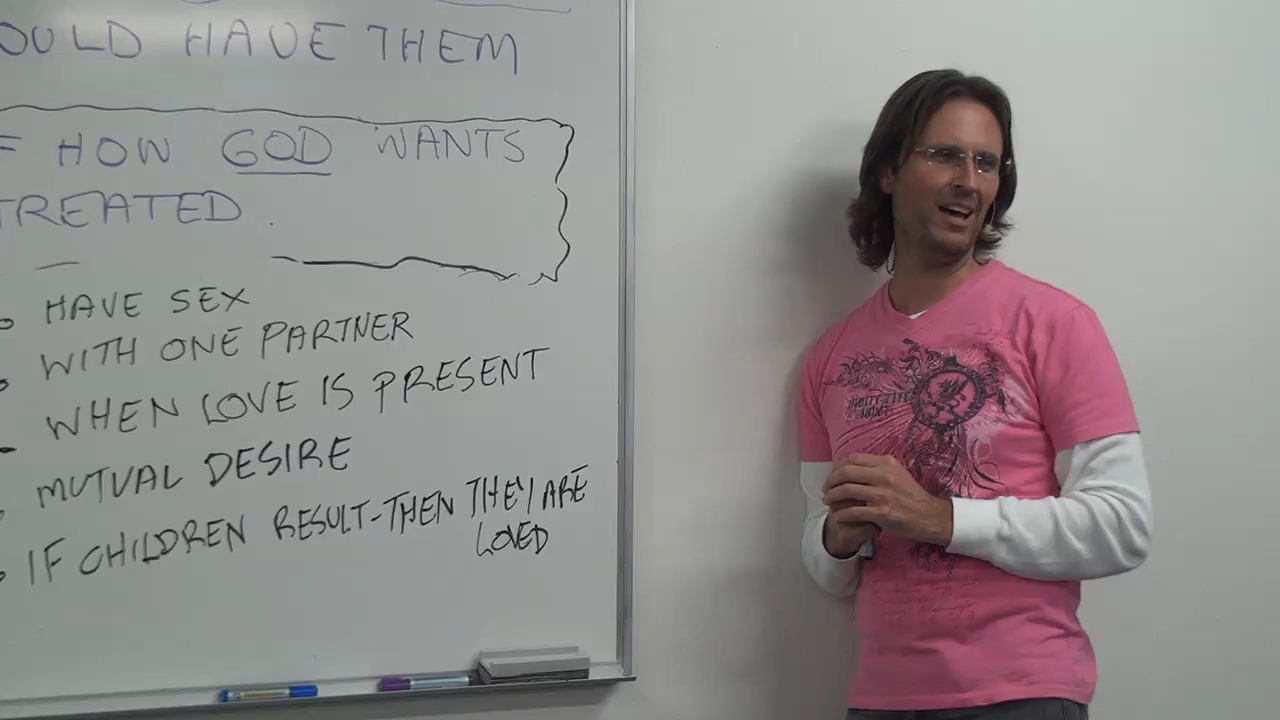 OULD HAVE THEM
F HOW GOD WANTS
TREATED.
HAVE SEX
WITH ONE PARTNER
WHEN LOVE IS PRESENT
MUTUAL DESIRE
IF CHILDREN RESULT-THEN THEY ARE
LOVED